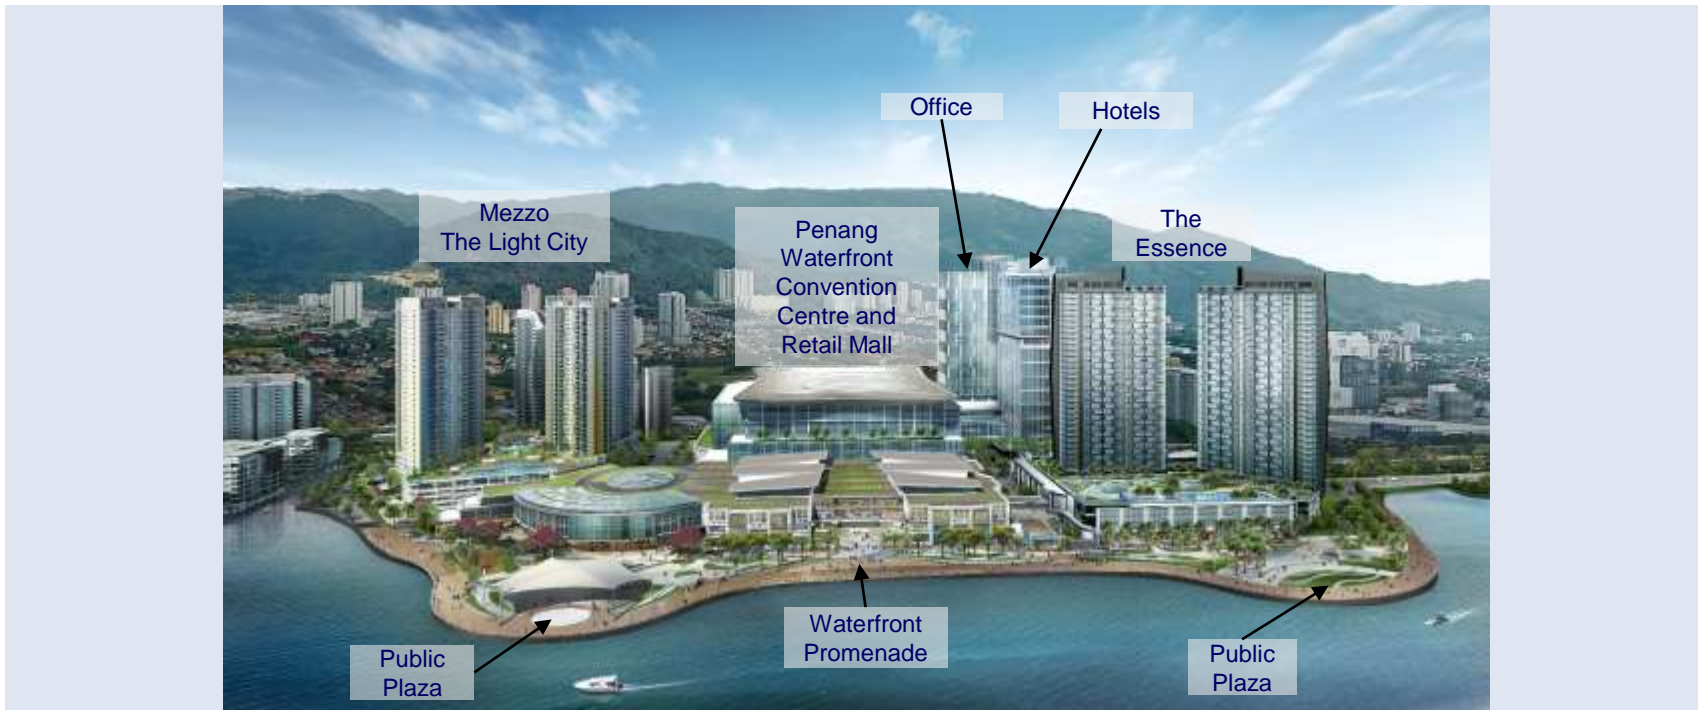 Office
Hotels
Mezzo
The Light City
Penang
Waterfront
Convention
Centre and
Retail Mall
The
Essence
Waterfront
Promenade
Public
Plaza
Public
Plaza